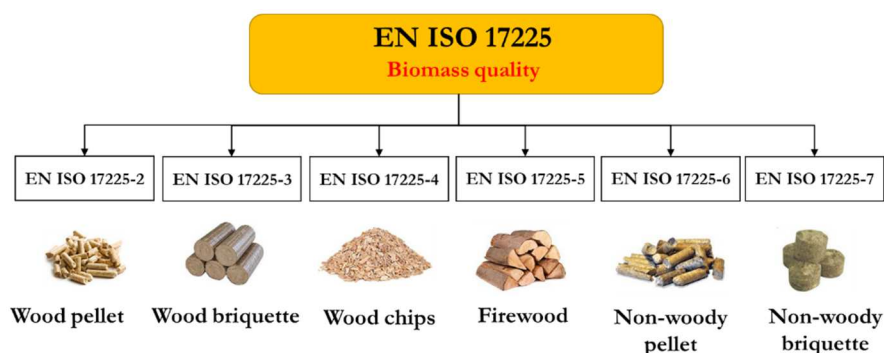 EN ISO 17225
Biomass quality
EN ISO 17225-2
EN ISO 17225-3
EN ISO 17225-4
EN ISO 17225-5
EN ISO 17225-6
EN ISO 17225-7
Wood pellet
Wood briquette
Wood chips
Firewood
Non-woody
pellet
Non-woody
briquette